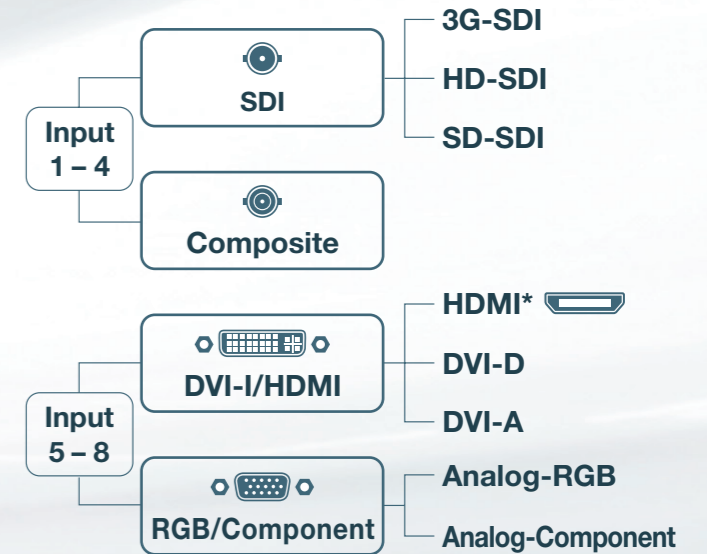 Input
1 – 4
SDI
3G-SDI
HD-SDI
SD-SDI
Composite
Input
5 – 8
DVI-I/HDMI
HDMI*
DVI-D
DVI-A
RGB/Component
Analog-RGB
Analog-Component